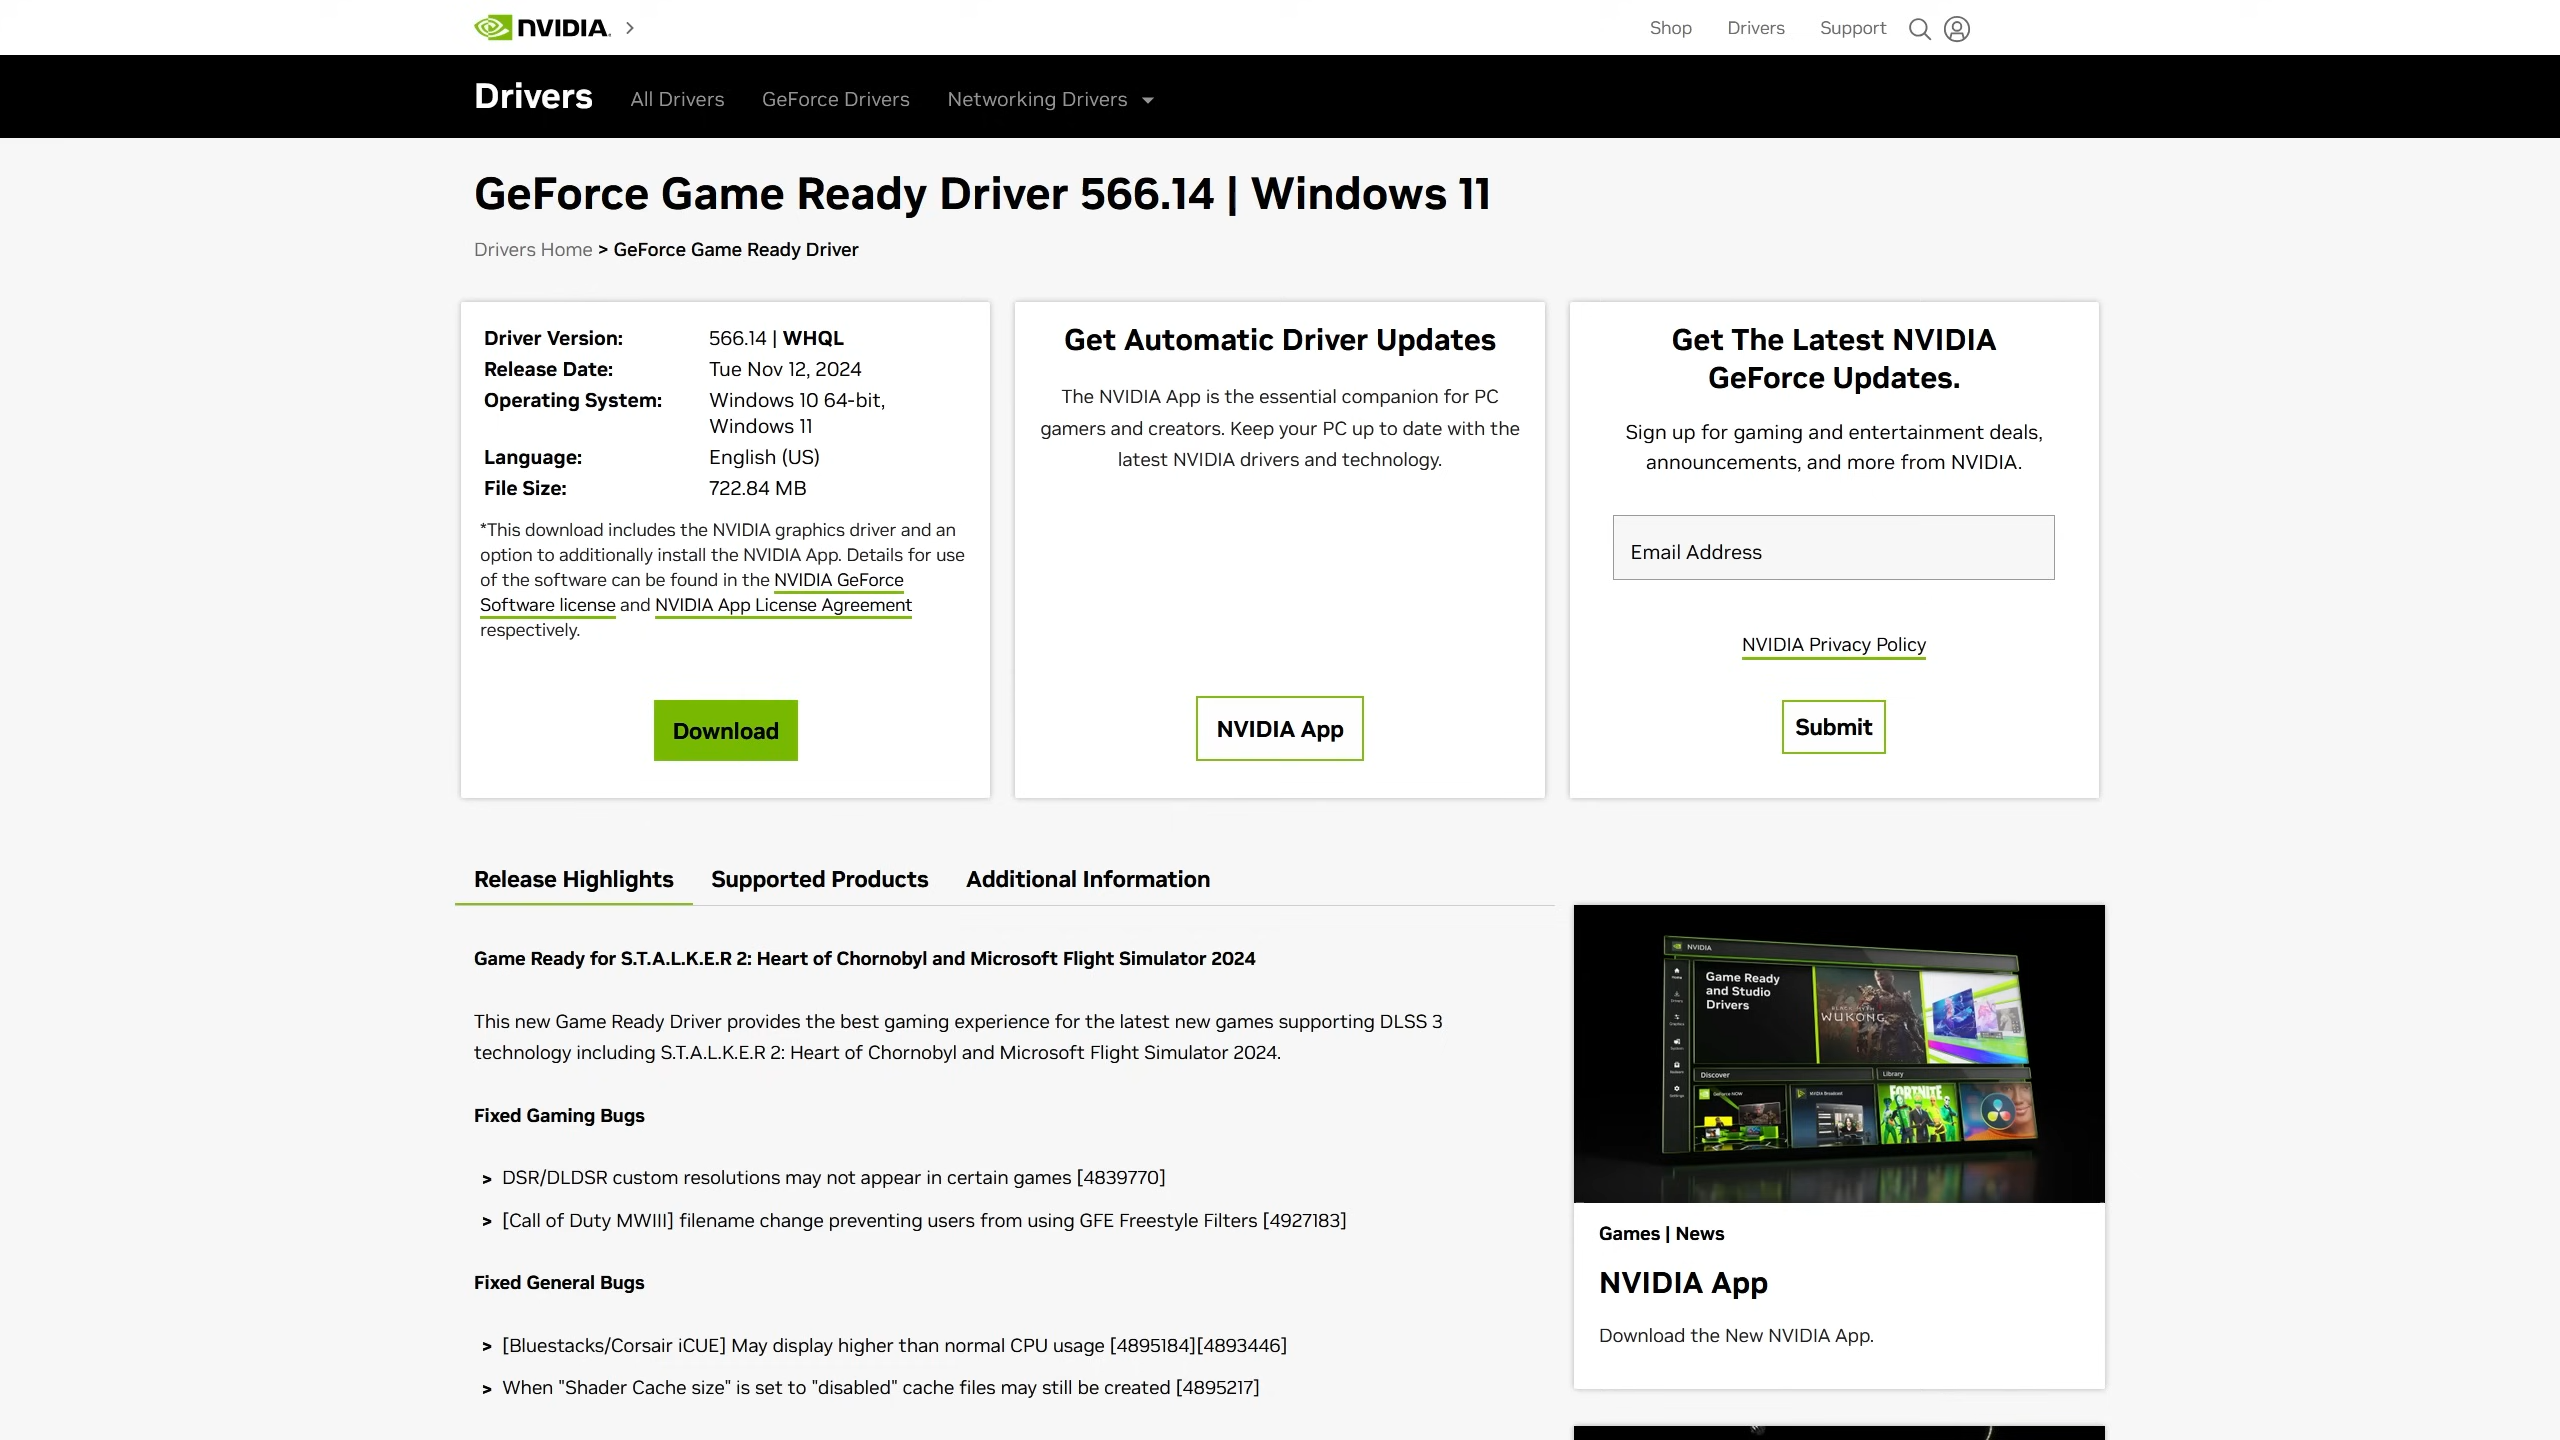 NVIDIA.
Shop
Drivers
Support
Drivers
All Drivers
GeForce Drivers
Networking Drivers
GeForce Game Ready Driver 566.14 | Windows 11
Drivers Home > GeForce Game Ready Driver
Driver Version: 566.14 | WHQL
Release Date: Tue Nov 12, 2024
Operating System: Windows 10 64-bit,
Windows 11
Language: English (US)
File Size: 722.84 MB
*This download includes the NVIDIA graphics driver and an
option to additionally install the NVIDIA App. Details for use
of the software can be found in the NVIDIA GeForce
Software license and NVIDIA App License Agreement
respectively.
Download
Get Automatic Driver Updates
The NVIDIA App is the essential companion for PC
gamers and creators. Keep your PC up to date with the
latest NVIDIA drivers and technology.
NVIDIA App
Get The Latest NVIDIA
GeForce Updates.
Sign up for gaming and entertainment deals,
announcements, and more from NVIDIA.
Email Address
NVIDIA Privacy Policy
Submit
Release Highlights
Supported Products
Additional Information
Game Ready for S.T.A.L.K.E.R 2: Heart of Chornobyl and Microsoft Flight Simulator 2024
This new Game Ready Driver provides the best gaming experience for the latest new games supporting DLSS 3
technology including S.T.A.L.K.E.R 2: Heart of Chornobyl and Microsoft Flight Simulator 2024.
Fixed Gaming Bugs
> DSR/DLDSR custom resolutions may not appear in certain games [4839770]
> [Call of Duty MWIII] filename change preventing users from using GFE Freestyle Filters [4927183]
Fixed General Bugs
> [Bluestacks/Corsair iCUE] May display higher than normal CPU usage [4895184][4893446]
> When "Shader Cache size" is set to "disabled" cache files may still be created [4895217]
NVIDIA
Game Ready
and Studio
Drivers
WUKONG
Discover
Library
GeForce NOW
NVIDIA Broadcast
FORTNITE
Games | News
NVIDIA App
Download the New NVIDIA App.